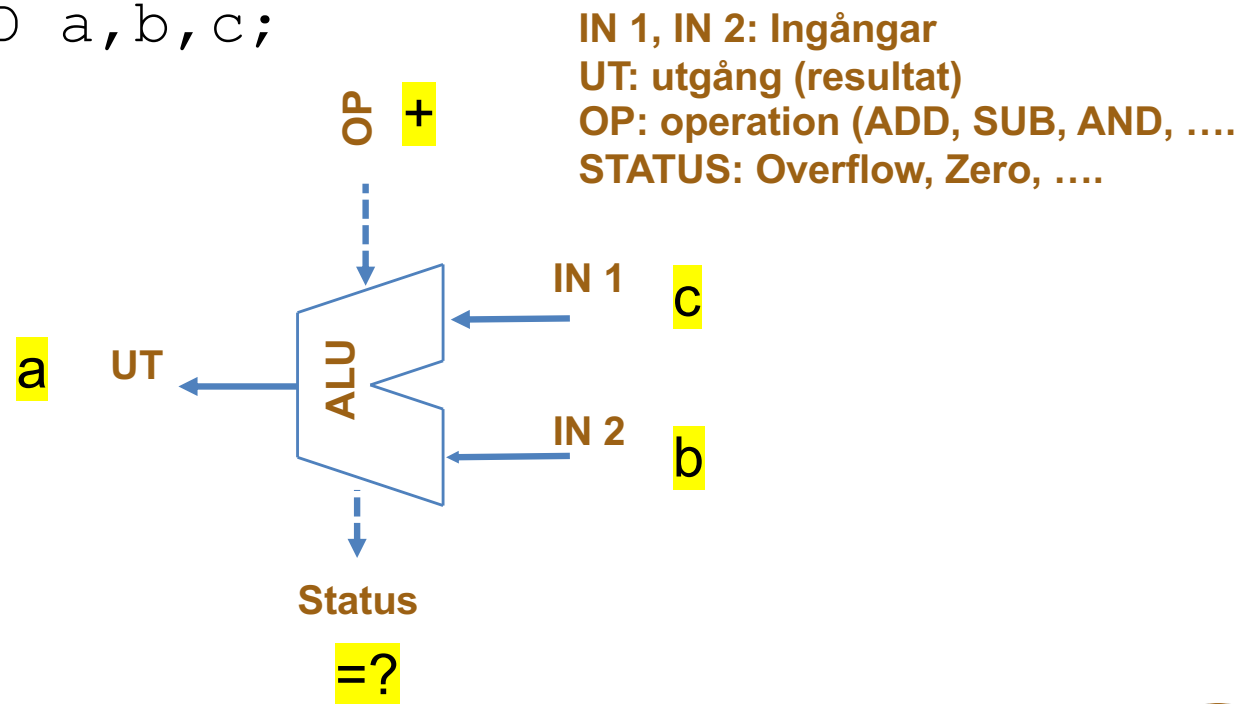 a,b,c;
IN 1, IN 2: Ingångar
UT: utgång (resultat)
OP: operation (ADD, SUB, AND, ....
STATUS: Overflow, Zero, ....
OP +
IN 1 c
a UT
ALU
IN 2 b
Status
=?